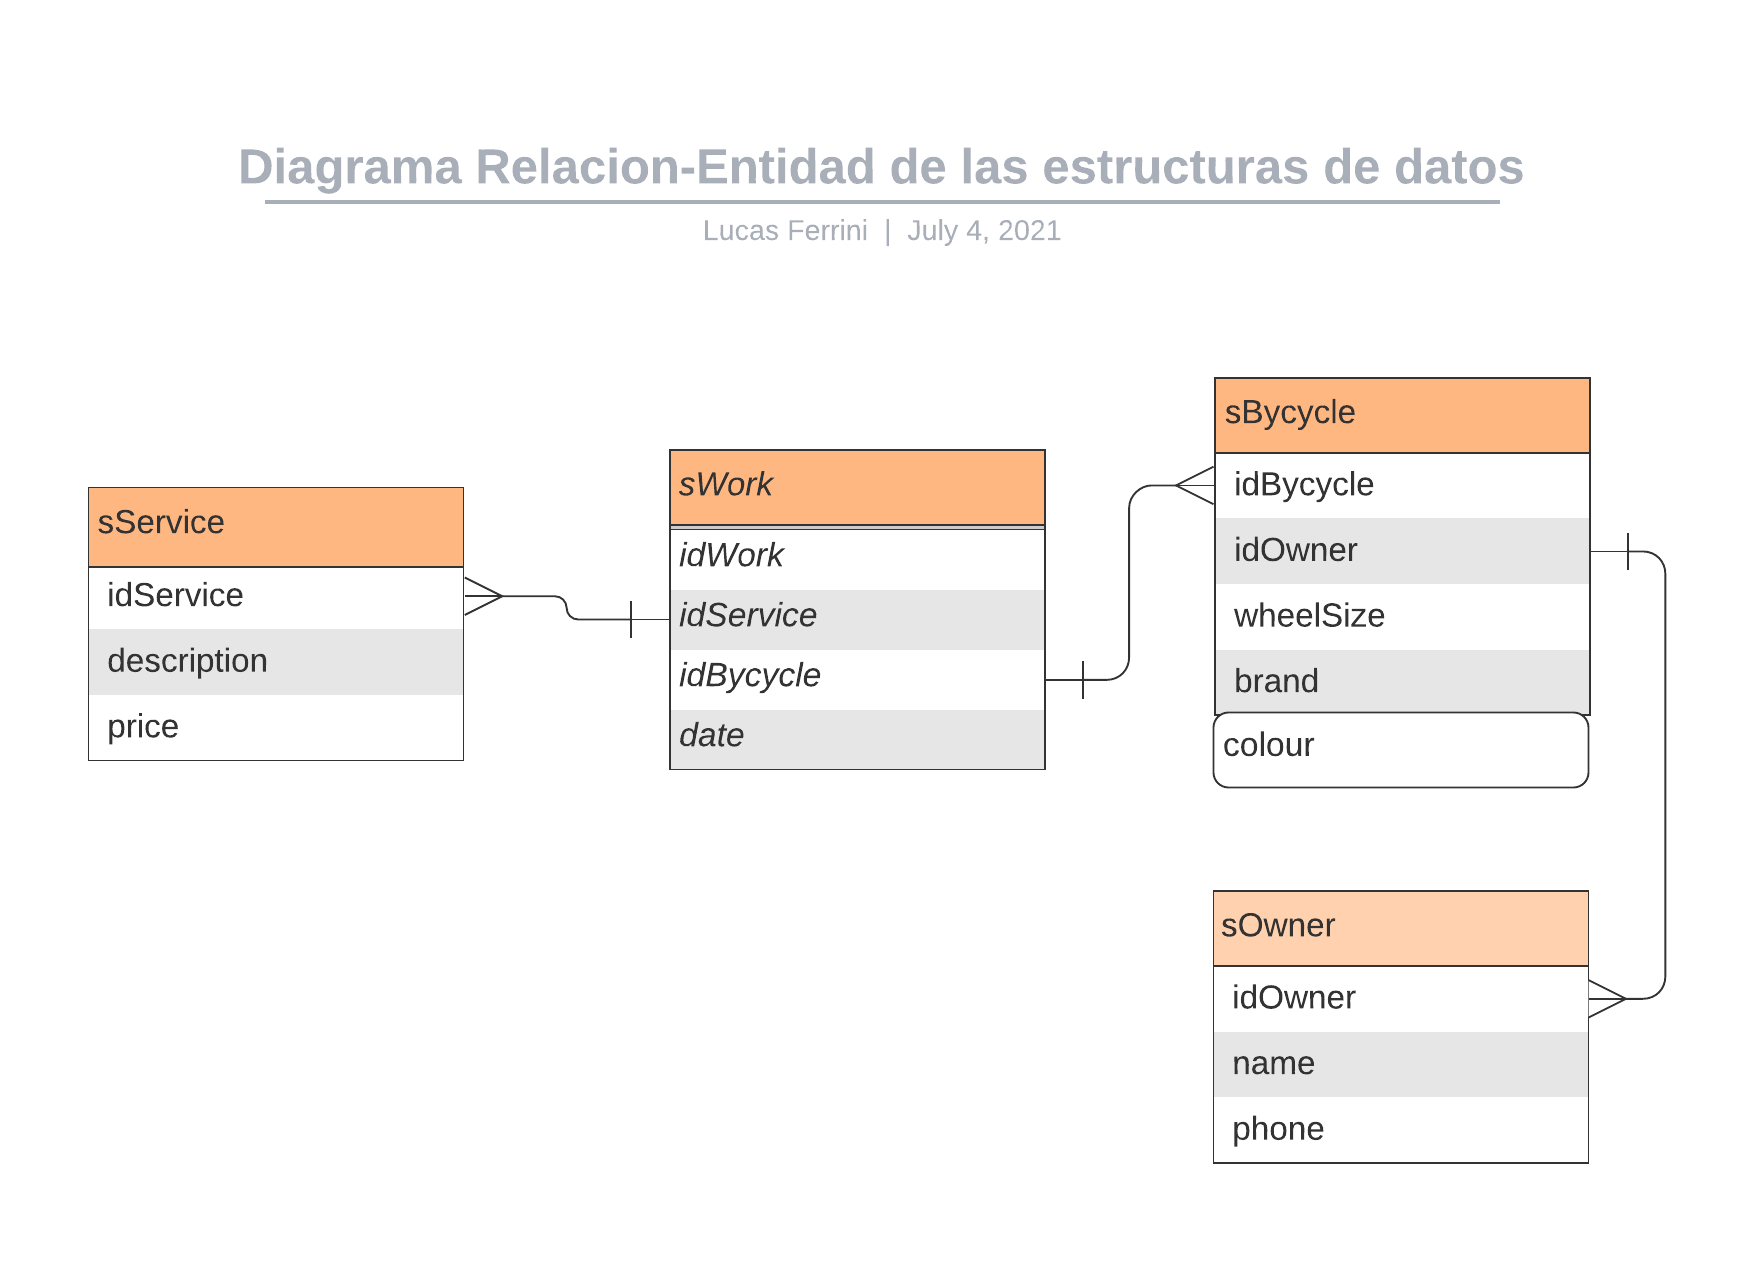 Diagrama Relacion-Entidad de las estructuras de datos
Lucas Ferrini | July 4, 2021
sService
idService
description
price
sWork
idWork
idService
idBycycle
date
sBycycle
idBycycle
idOwner
wheelSize
brand
colour
sOwner
idOwner
name
phone